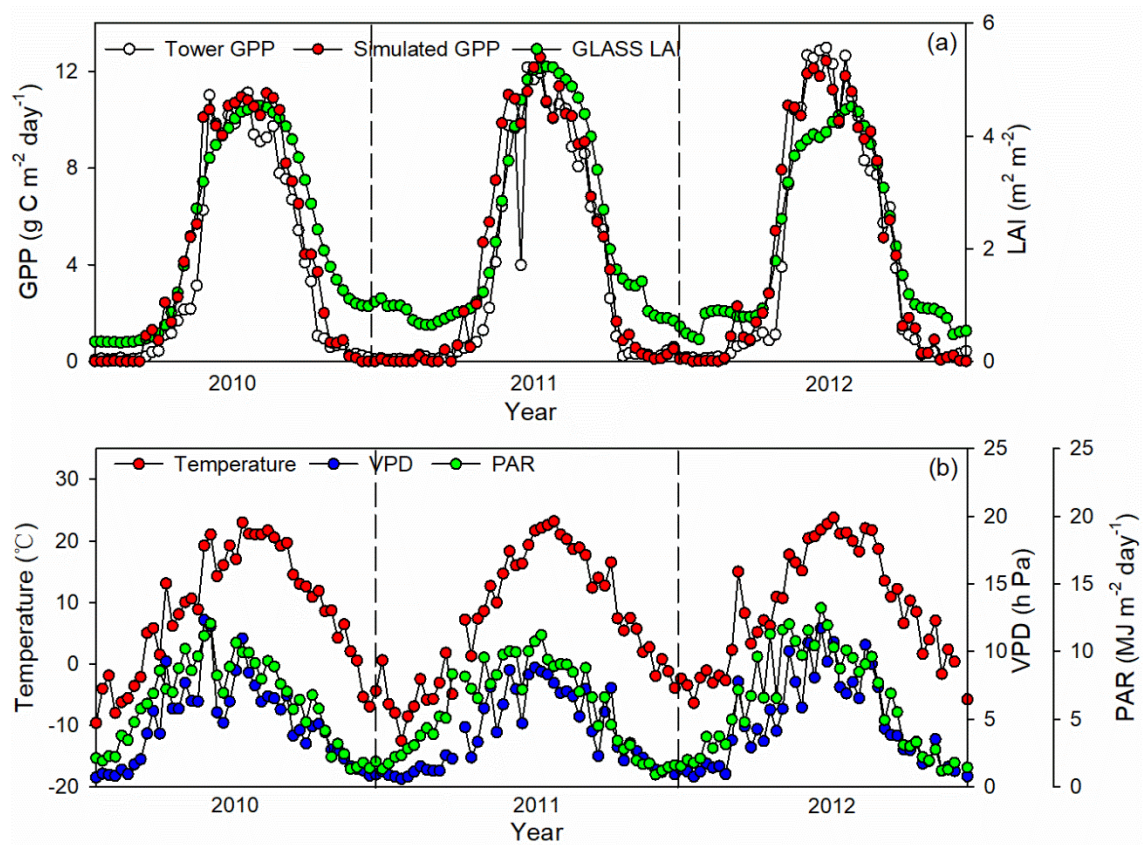 Tower GPP Simulated GPP GLASS LAI (a)
GPP (g C m⁻² day⁻¹)
12
8
4
0
6
4
2
0
LAI (m² m⁻²)
2010 2011 2012
Year
Temperature VPD PAR (b)
Temperature (℃)
30
20
10
0
-10
-20
25
20
15
10
5
0
VPD (h Pa)
25
20
15
10
5
0
PAR (MJ m⁻² day⁻¹)
2010 2011 2012
Year